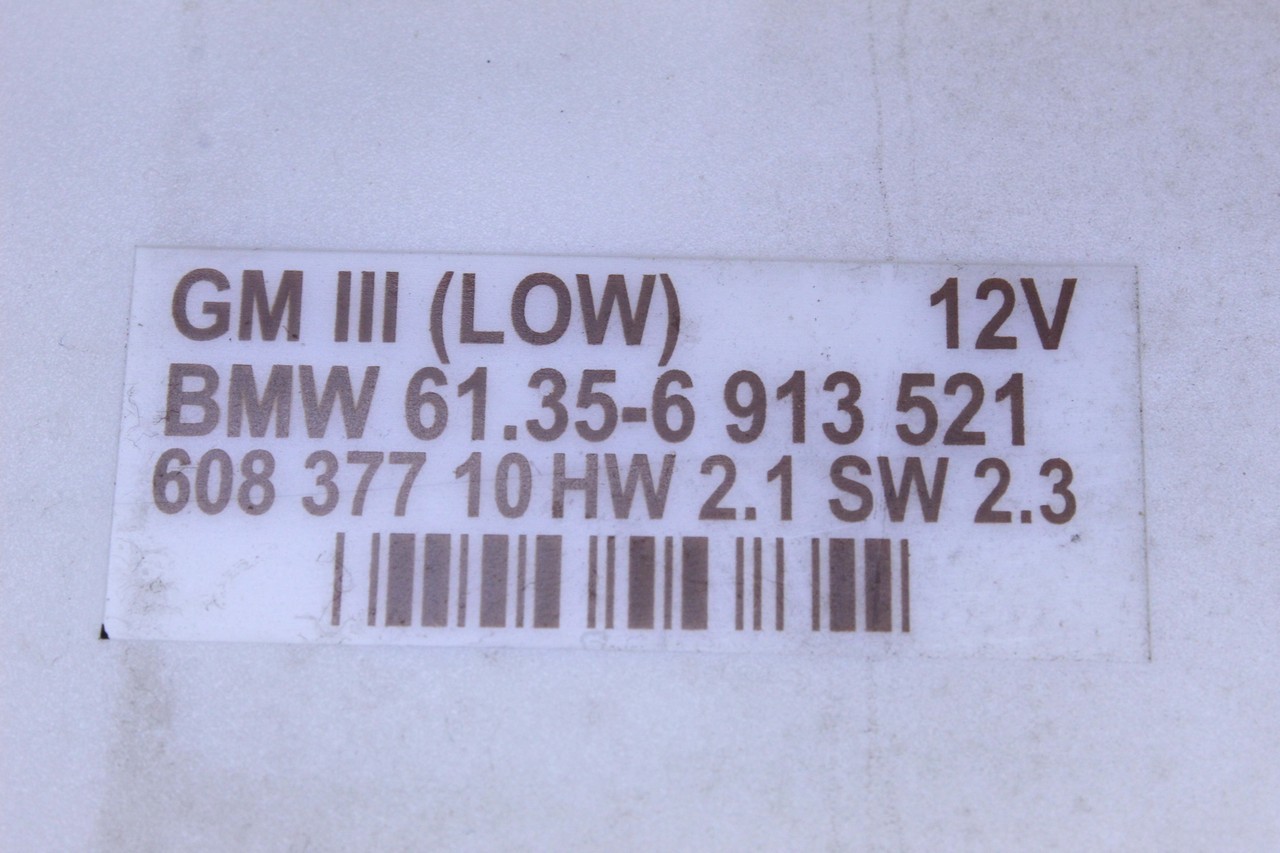 GM III (LOW) 12V
BMW 61.35-6 913 521
608 377 10 HW 2.1 SW 2.3